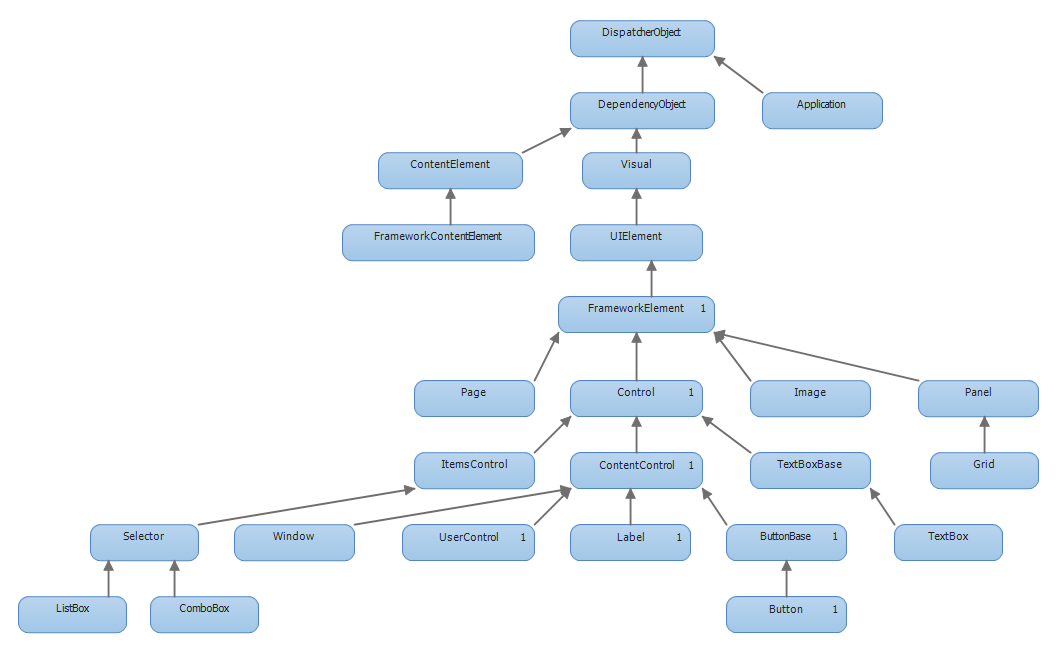 DispatcherObject
DependencyObject
Application
ContentElement
Visual
FrameworkContentElement
UIElement
FrameworkElement 1
Page
Control 1
Image
Panel
ItemsControl
ContentControl 1
TextBoxBase
Grid
Selector
Window
UserControl 1
Label 1
ButtonBase 1
TextBox
ListBox
ComboBox
Button 1